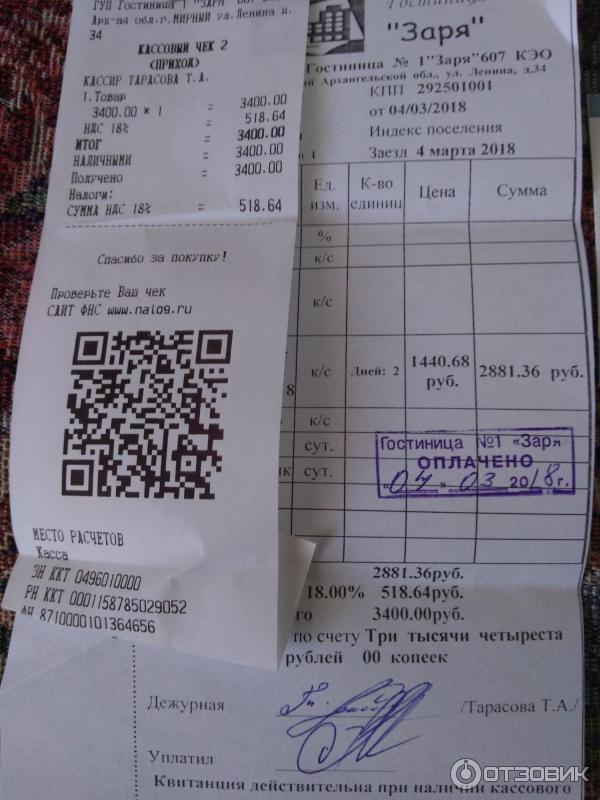 ГУП Гостиница 1 "ЗАРЯ"
Арх-ая обл.г.МИРНЫЙ ул.Ленина д.
34
КАССОВЫЙ ЧЕК 2
(ПРИХОД)
КАССИР ТАРАСОВА Т.А.
1.Товар
3400.00 * 1 = 3400.00
НДС 18% = 518.64
ИТОГ = 3400.00
НАЛИЧНЫМИ = 3400.00
Получено = 3400.00
Налоги:
СУММА НДС 18% = 518.64
Спасибо за покупку!
Проверьте Ваш чек
САЙТ ФНС www.nalog.ru
МЕСТО РАСЧЕТОВ
Касса
ЗН ККТ 0496010000
РН ККТ 0001158785029052
ФН 8710000101364656
Гостиница
"Заря"
Гостиница № 1"Заря"607 КЭО
Архангельской обл., ул. Ленина, д.34
КПП 292501001
от 04/03/2018
Индекс поселения
Заезд 4 марта 2018
Ед. изм. К-во единиц Цена Сумма
%
к/с
к/с
8 к/с Дней: 2 1440.68 руб. 2881.36 руб.
к/с
сут.
сут.
Гостиница №1 «Заря
ОПЛАЧЕНО
«04» 03 2018 г.
2881.36руб.
18.00% 518.64руб.
го 3400.00руб.
по счету Три тысячи четыреста
рублей 00 копеек
Дежурная /Тарасова Т.А./
Уплатил
Квитанция действительна при наличии кассового
ОТЗОВИК